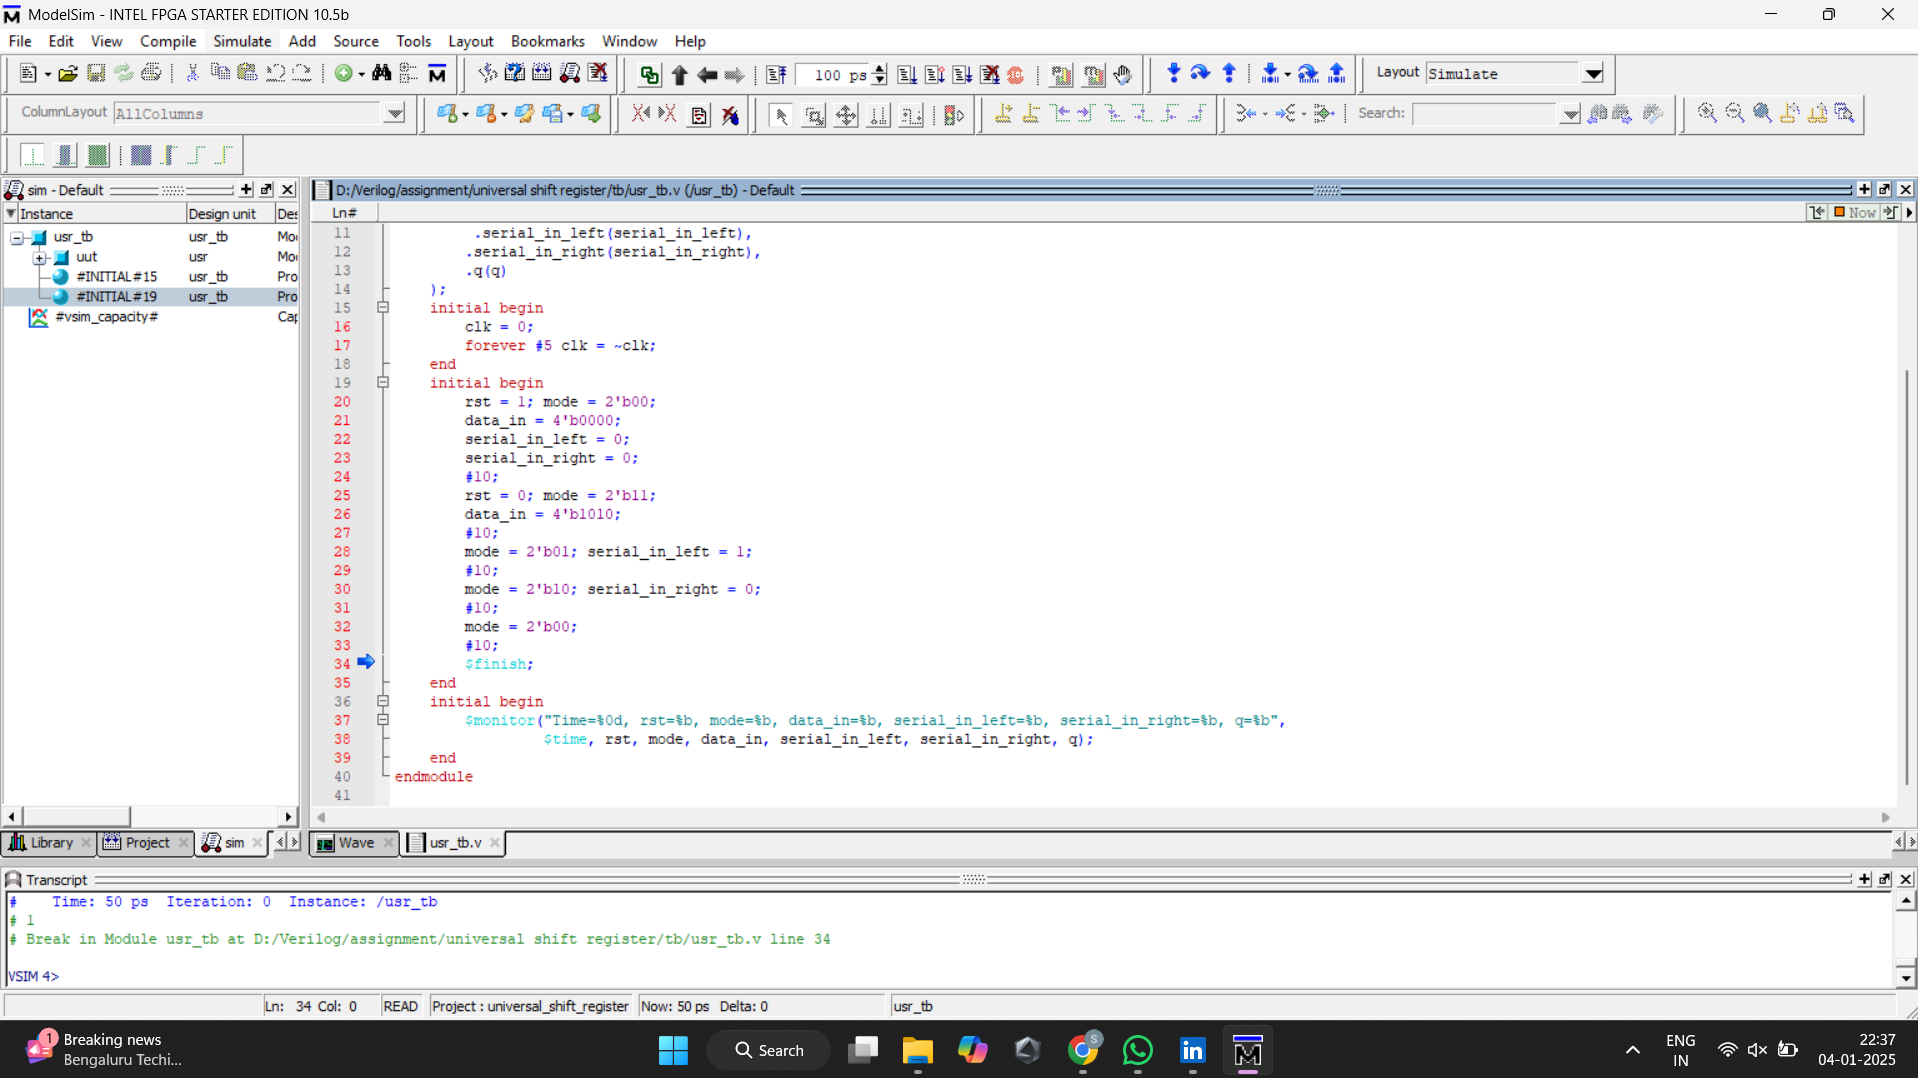 ModelSim - INTEL FPGA STARTER EDITION 10.5b
File Edit View Compile Simulate Add Source Tools Layout Bookmarks Window Help
100 ps
Layout Simulate
ColumnLayout AllColumns
Search:
sim - Default
D:/Verilog/assignment/universal shift register/tb/usr_tb.v (/usr_tb) - Default
Instance Design unit De
Ln#
Now
usr_tb usr_tb Mo
uut usr Mo
#INITIAL#15 usr_tb Pro
#INITIAL#19 usr_tb Pro
#vsim_capacity# Cap
11 .serial_in_left(serial_in_left),
12 .serial_in_right(serial_in_right),
13 .q(q)
14 );
15 initial begin
16 clk = 0;
17 forever #5 clk = ~clk;
18 end
19 initial begin
20 rst = 1; mode = 2'b00;
21 data_in = 4'b0000;
22 serial_in_left = 0;
23 serial_in_right = 0;
24 #10;
25 rst = 0; mode = 2'b11;
26 data_in = 4'b1010;
27 #10;
28 mode = 2'b01; serial_in_left = 1;
29 #10;
30 mode = 2'b10; serial_in_right = 0;
31 #10;
32 mode = 2'b00;
33 #10;
34 $finish;
35 end
36 initial begin
37 $monitor("Time=%0d, rst=%b, mode=%b, data_in=%b, serial_in_left=%b, serial_in_right=%b, q=%b",
38 $time, rst, mode, data_in, serial_in_left, serial_in_right, q);
39 end
40 endmodule
41
Library Project sim
Wave usr_tb.v
Transcript
# Time: 50 ps Iteration: 0 Instance: /usr_tb
# 1
# Break in Module usr_tb at D:/Verilog/assignment/universal shift register/tb/usr_tb.v line 34
VSIM 4>
Ln: 34 Col: 0 READ Project : universal_shift_register Now: 50 ps Delta: 0 usr_tb
1
Breaking news
Bengaluru Techi...
Search
S
ENG
IN
22:37
04-01-2025